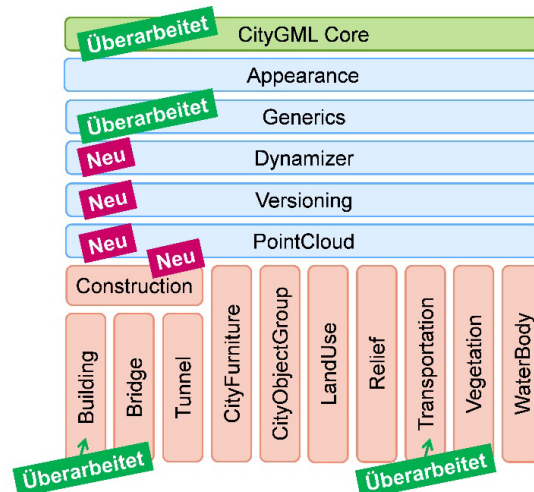 Überarbeitet
CityGML Core
Appearance
Überarbeitet
Generics
Neu
Dynamizer
Neu
Versioning
Neu
PointCloud
Neu
Construction
Building
Bridge
Tunnel
CityFurniture
CityObjectGroup
LandUse
Relief
Transportation
Vegetation
WaterBody
Überarbeitet
Überarbeitet